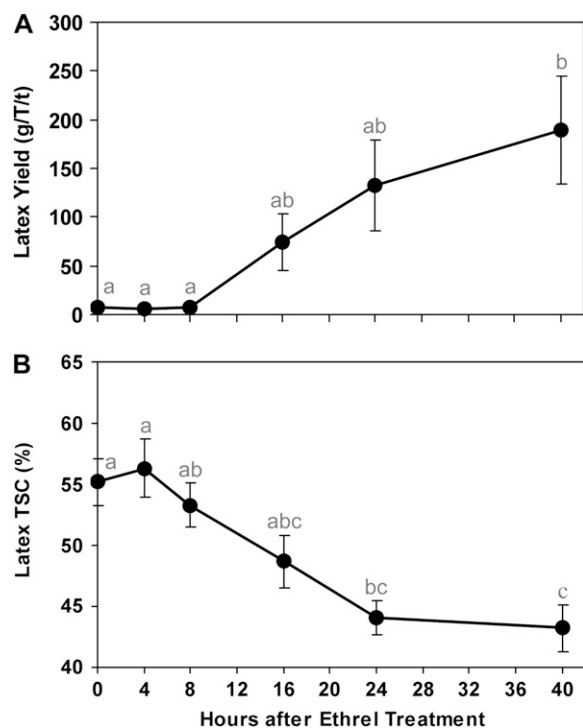 A
Latex Yield (g/T/t)
300
250
200
150
100
50
0
a a a ab ab b
B
Latex TSC (%)
65
60
55
50
45
40
a a ab abc bc c
0 4 8 12 16 20 24 28 32 36 40
Hours after Ethrel Treatment